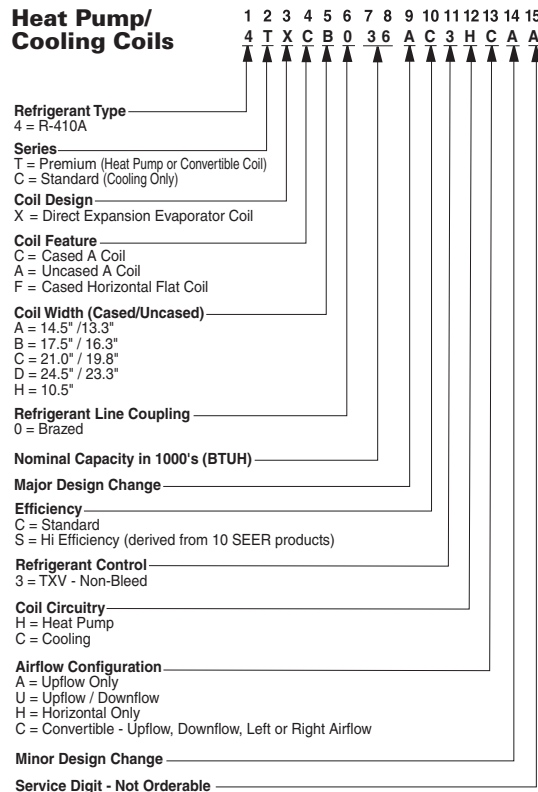 Heat Pump/
Cooling Coils
1 2 3 4 5 6 7 8 9 10 11 12 13 14 15
4 T X C B 0 3 6 A C 3 H C A A
Refrigerant Type
4 = R-410A
Series
T = Premium (Heat Pump or Convertible Coil)
C = Standard (Cooling Only)
Coil Design
X = Direct Expansion Evaporator Coil
Coil Feature
C = Cased A Coil
A = Uncased A Coil
F = Cased Horizontal Flat Coil
Coil Width (Cased/Uncased)
A = 14.5" /13.3"
B = 17.5" / 16.3"
C = 21.0" / 19.8"
D = 24.5" / 23.3"
H = 10.5"
Refrigerant Line Coupling
0 = Brazed
Nominal Capacity in 1000's (BTUH)
Major Design Change
Efficiency
C = Standard
S = Hi Efficiency (derived from 10 SEER products)
Refrigerant Control
3 = TXV - Non-Bleed
Coil Circuitry
H = Heat Pump
C = Cooling
Airflow Configuration
A = Upflow Only
U = Upflow / Downflow
H = Horizontal Only
C = Convertible - Upflow, Downflow, Left or Right Airflow
Minor Design Change
Service Digit - Not Orderable